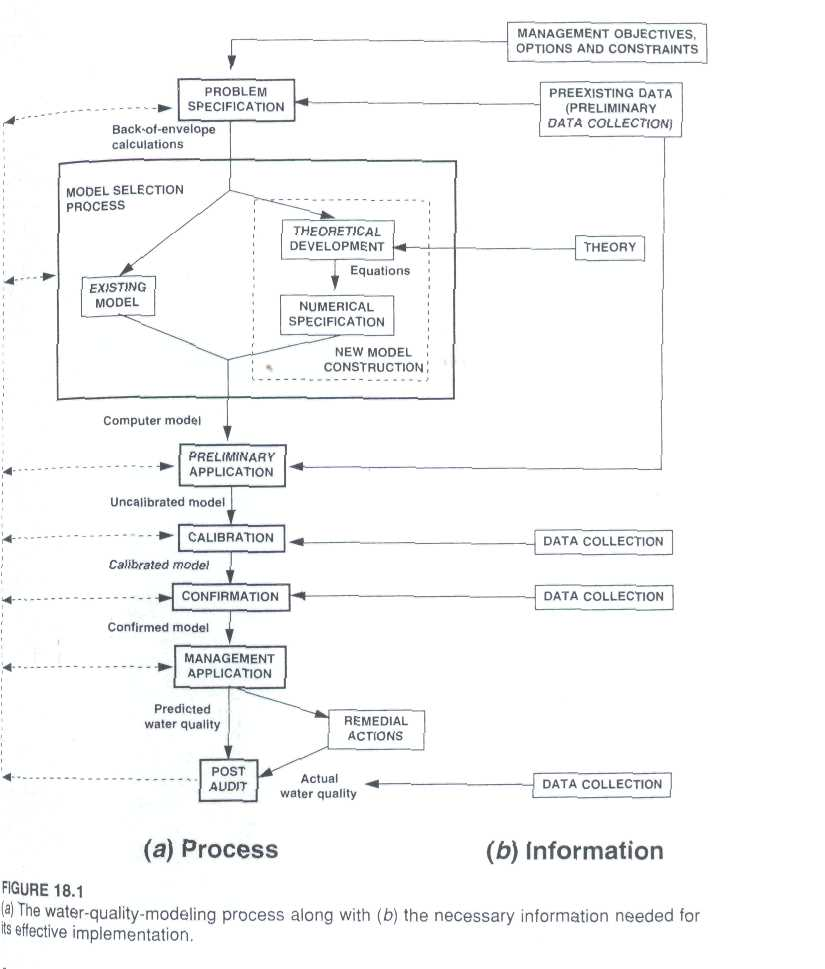 MANAGEMENT OBJECTIVES,
OPTIONS AND CONSTRAINTS
PROBLEM
SPECIFICATION
PREEXISTING DATA
(PRELIMINARY
DATA COLLECTION)
Back-of-envelope
calculations
MODEL SELECTION
PROCESS
THEORETICAL
DEVELOPMENT
THEORY
Equations
EXISTING
MODEL
NUMERICAL
SPECIFICATION
NEW MODEL
CONSTRUCTION
Computer model
PRELIMINARY
APPLICATION
Uncalibrated model
CALIBRATION
DATA COLLECTION
Calibrated model
CONFIRMATION
DATA COLLECTION
Confirmed model
MANAGEMENT
APPLICATION
Predicted
water quality
REMEDIAL
ACTIONS
POST
AUDIT
Actual
water quality
DATA COLLECTION
(a) Process
(b) Information
FIGURE 18.1
(a) The water-quality-modeling process along with (b) the necessary information needed for
its effective implementation.